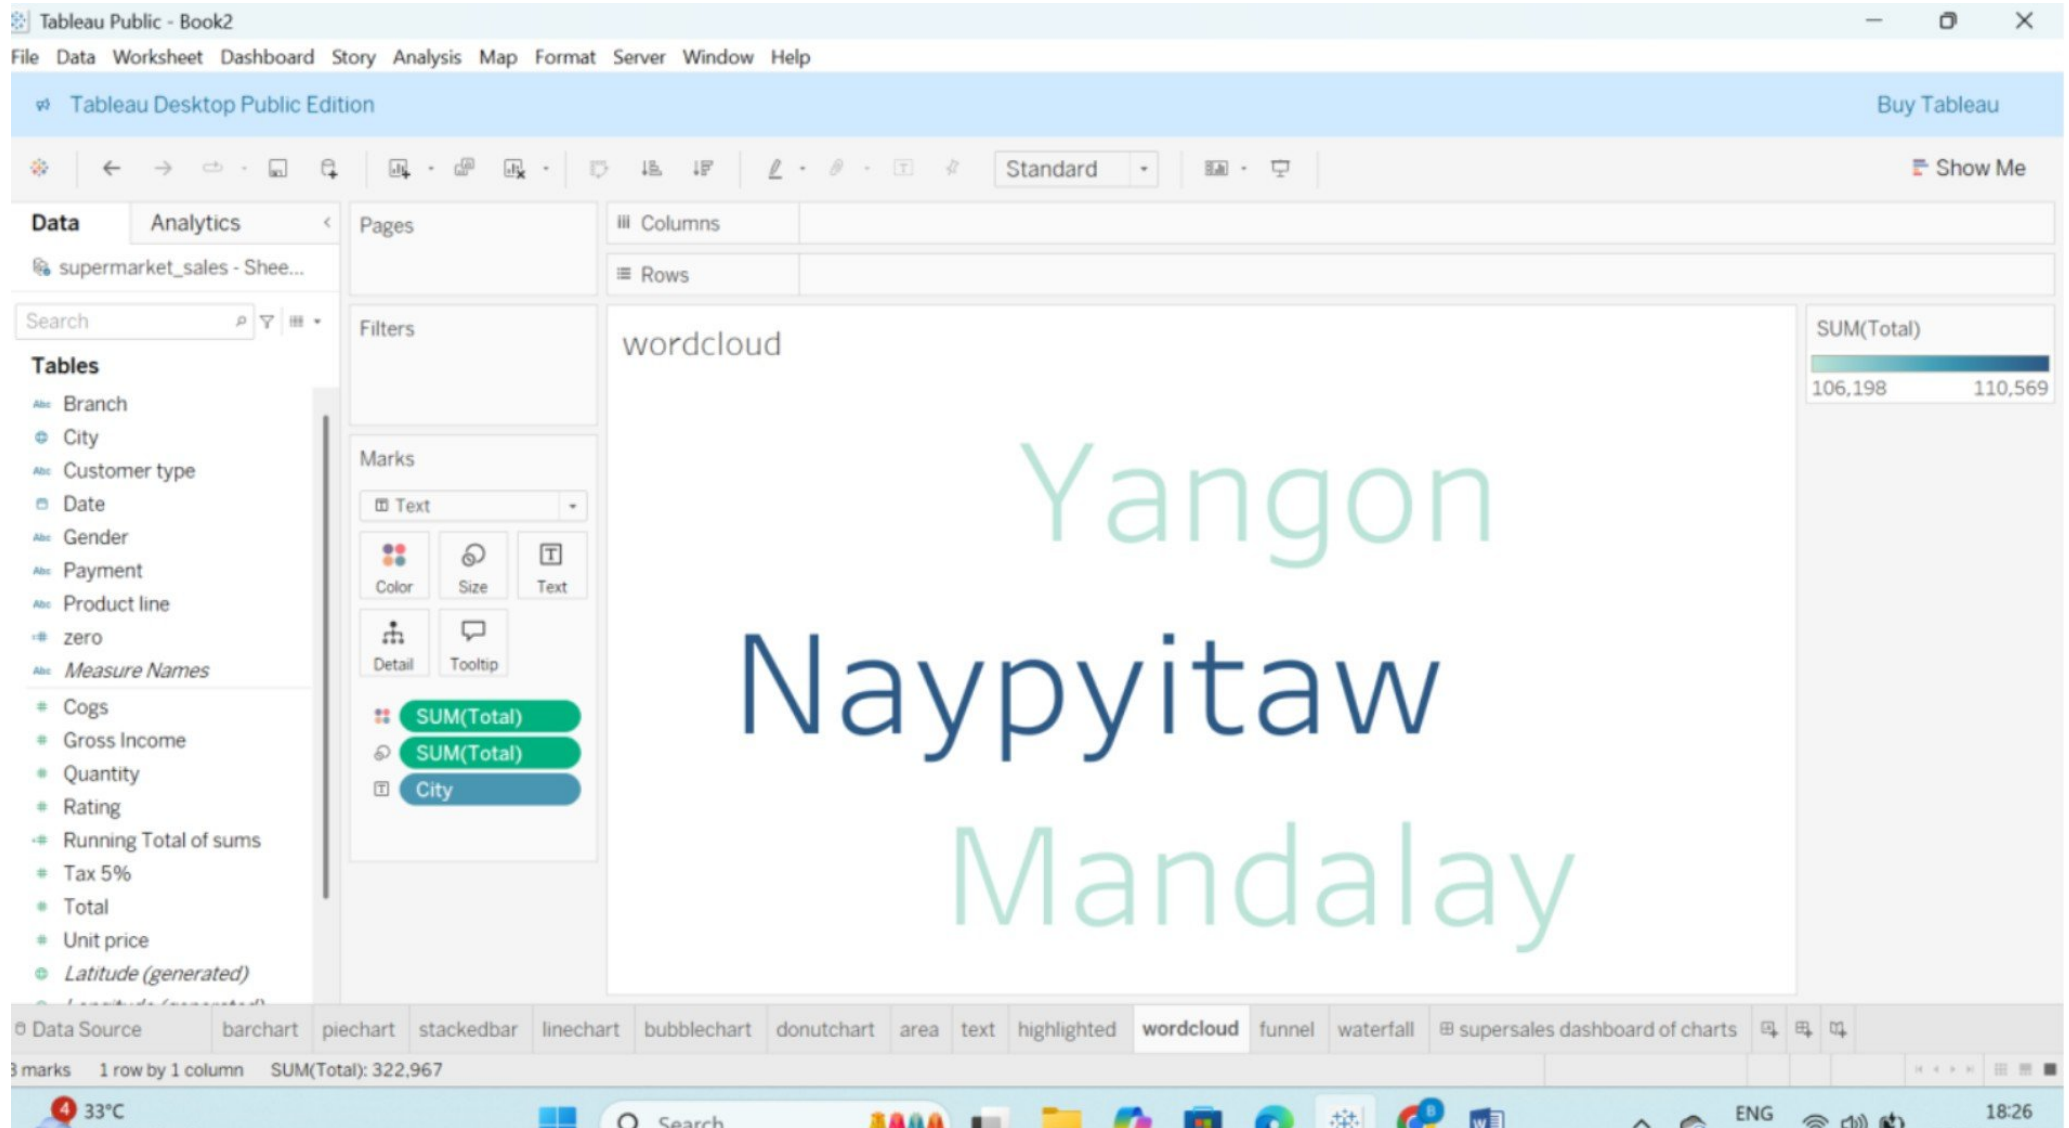 Tableau Public - Book2
File Data Worksheet Dashboard Story Analysis Map Format Server Window Help
Tableau Desktop Public Edition Buy Tableau
Standard Show Me
Data Analytics
Pages
Columns
supermarket_sales - Shee...
Rows
Search
Filters
wordcloud
SUM(Total)
106,198 110,569
Tables
Branch
City
Customer type
Date
Gender
Payment
Product line
zero
Measure Names
Cogs
Gross Income
Quantity
Rating
Running Total of sums
Tax 5%
Total
Unit price
Latitude (generated)
Marks
Text
Color Size Text
Detail Tooltip
SUM(Total)
SUM(Total)
City
Yangon
Naypyitaw
Mandalay
Data Source barchart piechart stackedbar linechart bubblechart donutchart area text highlighted wordcloud funnel waterfall supersales dashboard of charts
marks 1 row by 1 column SUM(Total): 322,967
4 33°C Search B ENG 18:26